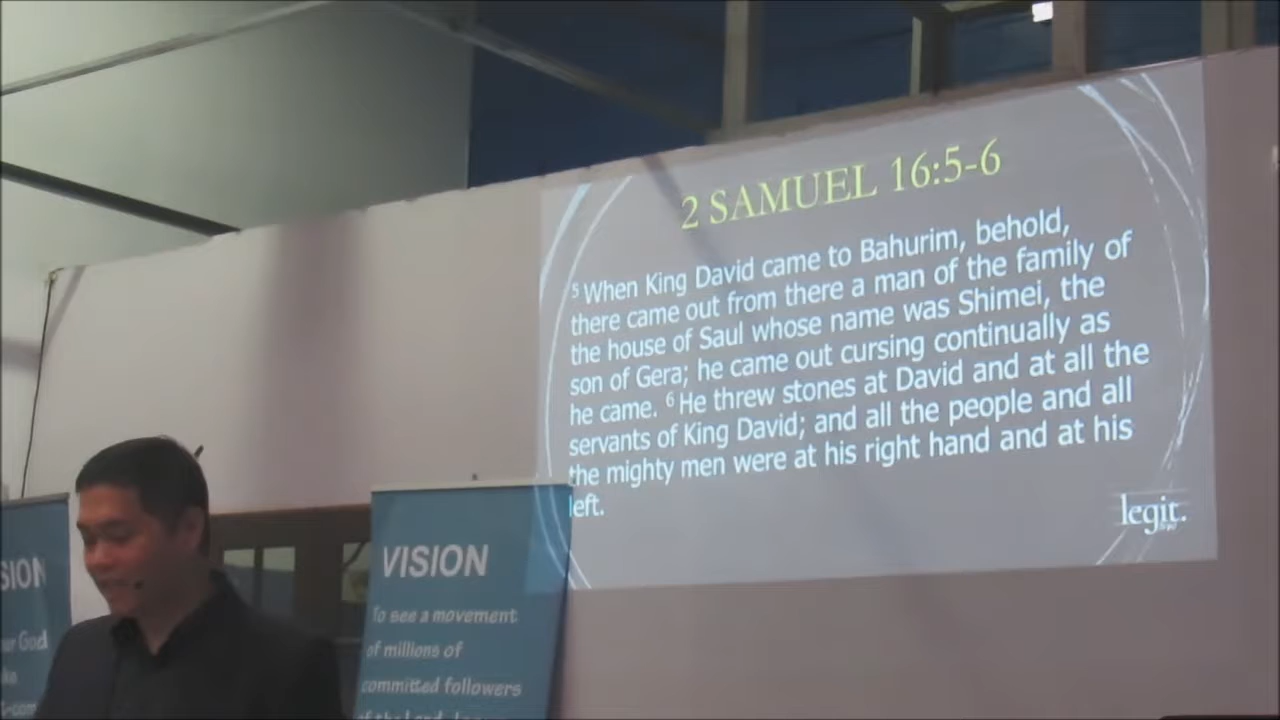 2 SAMUEL 16:5-6
5 When King David came to Bahurim, behold,
there came out from there a man of the family of
the house of Saul whose name was Shimei, the
son of Gera; he came out cursing continually as
he came. 6 He threw stones at David and at all the
servants of King David; and all the people and all
the mighty men were at his right hand and at his
left.
legit.
VISION
To see a movement
of millions of
committed followers
SION
God